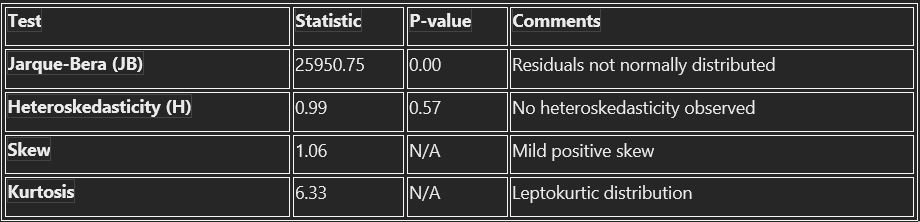 Test Statistic P-value Comments
Jarque-Bera (JB) 25950.75 0.00 Residuals not normally distributed
Heteroskedasticity (H) 0.99 0.57 No heteroskedasticity observed
Skew 1.06 N/A Mild positive skew
Kurtosis 6.33 N/A Leptokurtic distribution